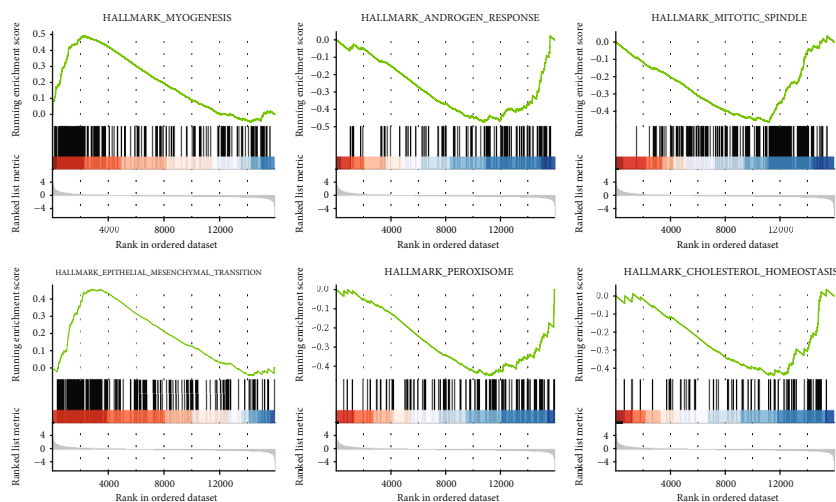 HALLMARK_MYOGENESIS
Running enrichment score
0.5
0.4
0.3
0.2
0.1
0.0
Ranked list metric
4
0
−4
4000
8000
12000
Rank in ordered dataset
HALLMARK_ANDROGEN_RESPONSE
Running enrichment score
0.0
−0.1
−0.2
−0.3
−0.4
−0.5
Ranked list metric
4
0
−4
4000
8000
12000
Rank in ordered dataset
HALLMARK_MITOTIC_SPINDLE
Running enrichment score
0.0
−0.2
−0.4
Ranked list metric
4
0
−4
4000
8000
12000
Rank in ordered dataset
HALLMARK_EPITHELIAL_MESENCHYMAL_TRANSITION
Running enrichment score
0.4
0.3
0.2
0.1
0.0
Ranked list metric
4
0
−4
4000
8000
12000
Rank in ordered dataset
HALLMARK_PEROXISOME
Running enrichment score
0.0
−0.1
−0.2
−0.3
−0.4
Ranked list metric
4
0
−4
4000
8000
12000
Rank in ordered dataset
HALLMARK_CHOLESTEROL_HOMEOSTASIS
Running enrichment score
0.0
−0.1
−0.2
−0.3
−0.4
Ranked list metric
4
0
−4
4000
8000
12000
Rank in ordered dataset